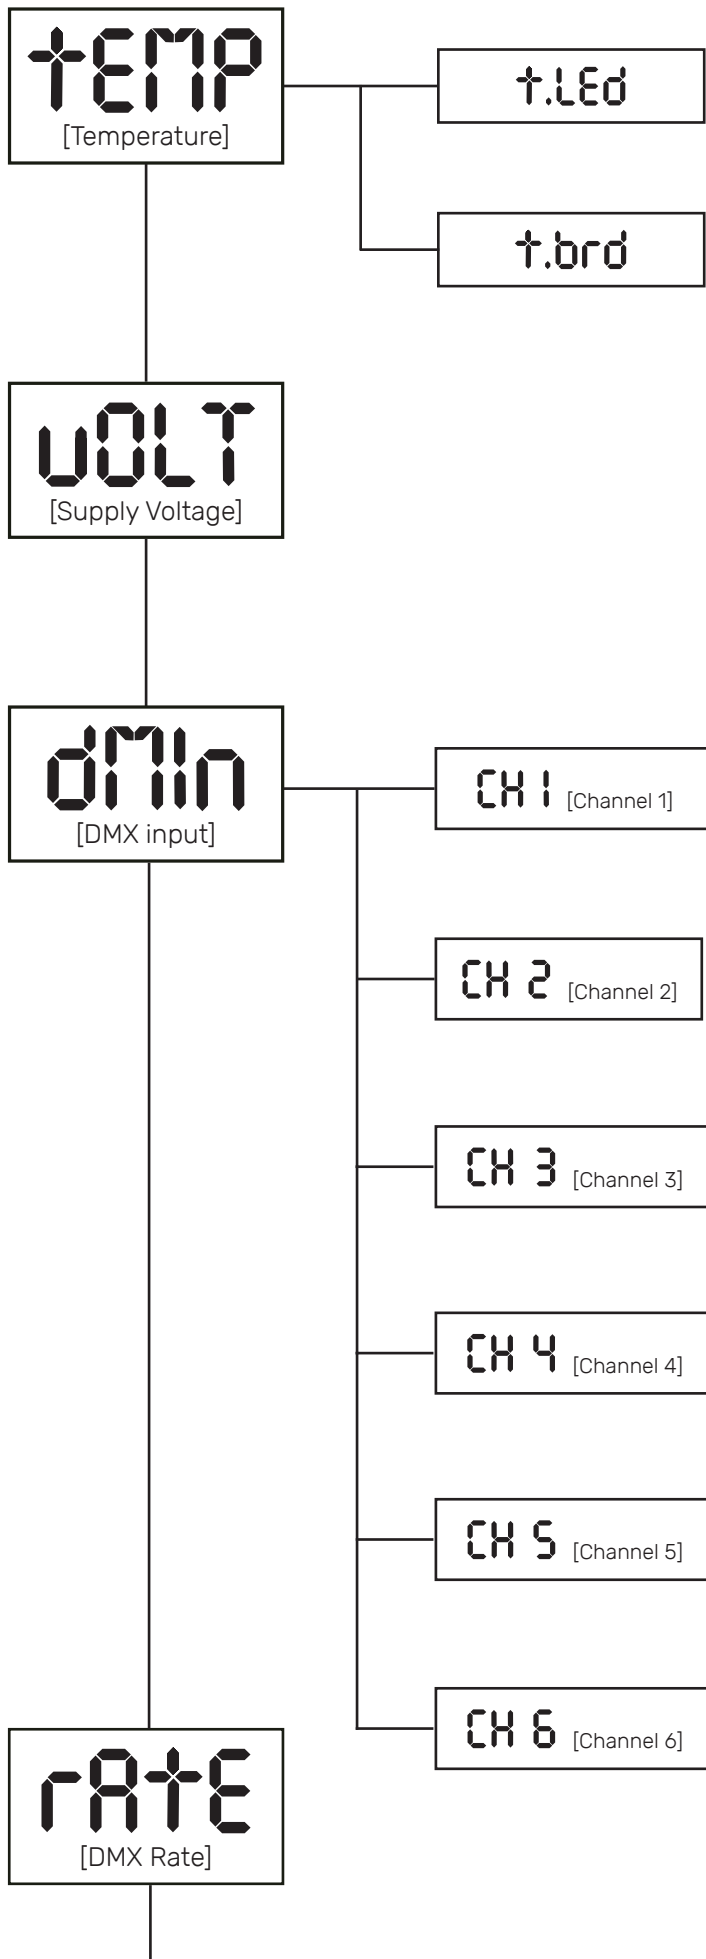 tEMP
[Temperature]
t.LEd
t.brd
vOLT
[Supply Voltage]
dMIn
[DMX input]
CH 1 [Channel 1]
CH 2 [Channel 2]
CH 3 [Channel 3]
CH 4 [Channel 4]
CH 5 [Channel 5]
CH 6 [Channel 6]
rAtE
[DMX Rate]